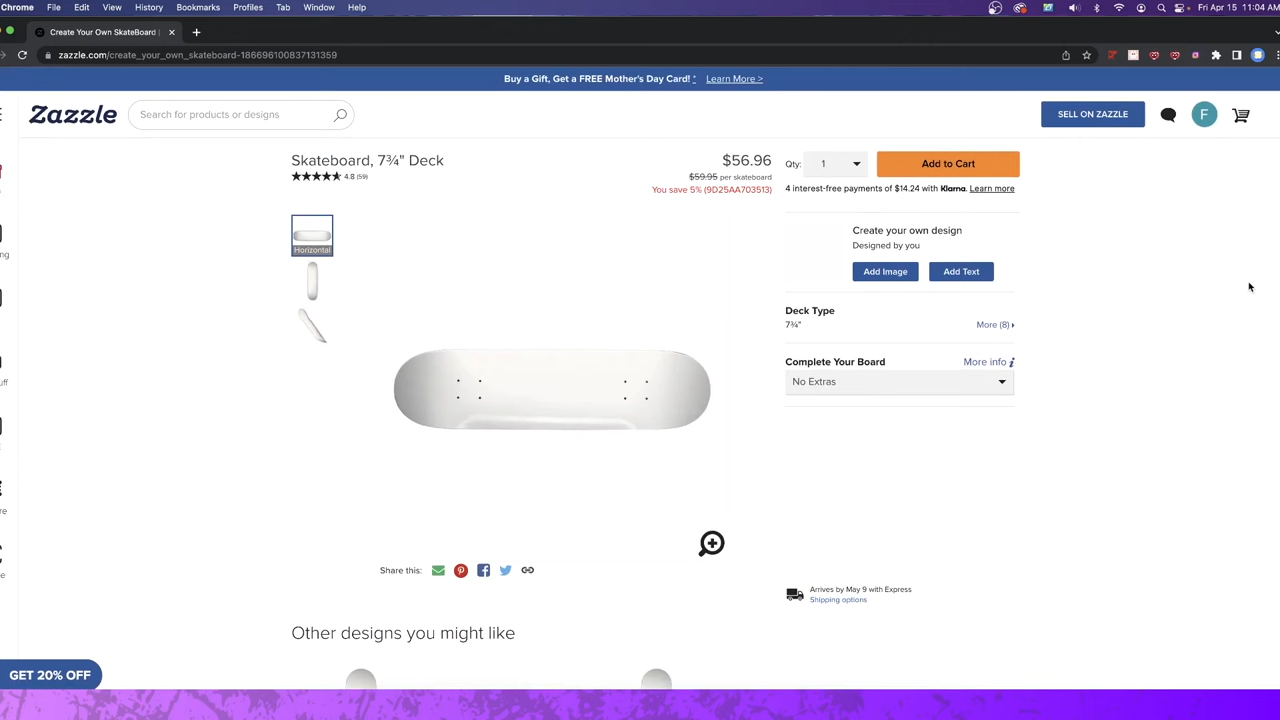 Chrome File Edit View History Bookmarks Profiles Tab Window Help Fri Apr 15 11:04 AM
Create Your Own SkateBoard |
zazzle.com/create_your_own_skateboard-186696100837131359
Buy a Gift, Get a FREE Mother's Day Card! * Learn More >
Zazzle
Search for products or designs
SELL ON ZAZZLE
F
Skateboard, 7¾" Deck
4.8 (59)
$56.96
$59.95 per skateboard
You save 5% (9D25AA703513)
Qty: 1
Add to Cart
4 interest-free payments of $14.24 with Klarna. Learn more
Horizontal
Create your own design
Designed by you
Add Image
Add Text
Deck Type
7¾"
More (8)
Complete Your Board
More info
No Extras
Share this:
Arrives by May 9 with Express
Shipping options
Other designs you might like
GET 20% OFF